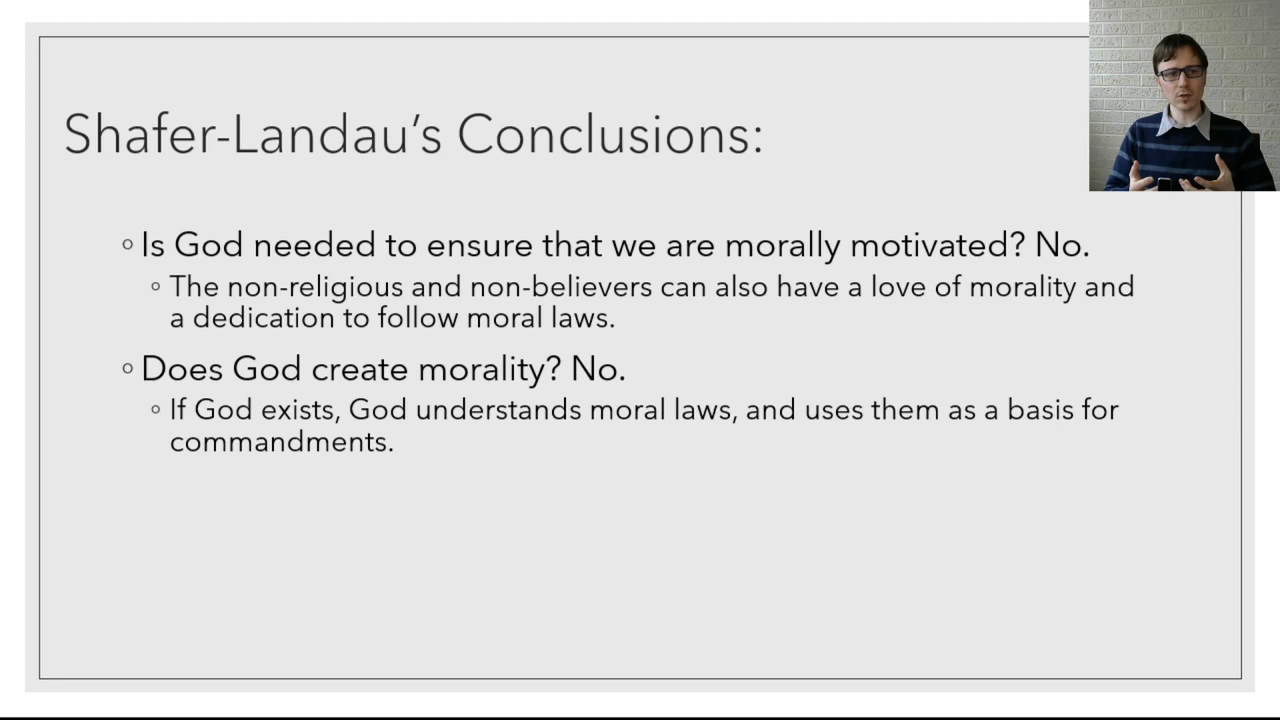 Shafer-Landau’s Conclusions:
◦ Is God needed to ensure that we are morally motivated? No.
◦ The non-religious and non-believers can also have a love of morality and
a dedication to follow moral laws.
◦ Does God create morality? No.
◦ If God exists, God understands moral laws, and uses them as a basis for
commandments.